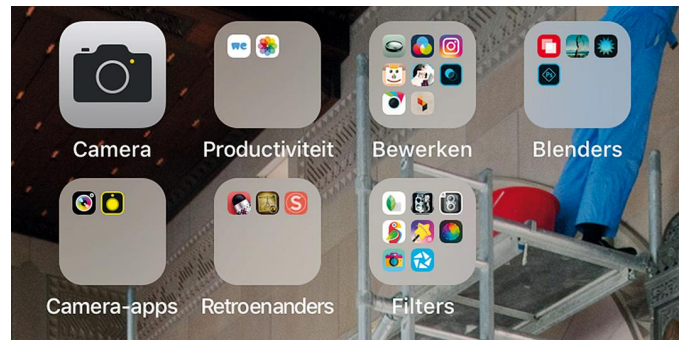 Camera
Productiviteit
Bewerken
Blenders
Camera-apps
Retroenanders
Filters